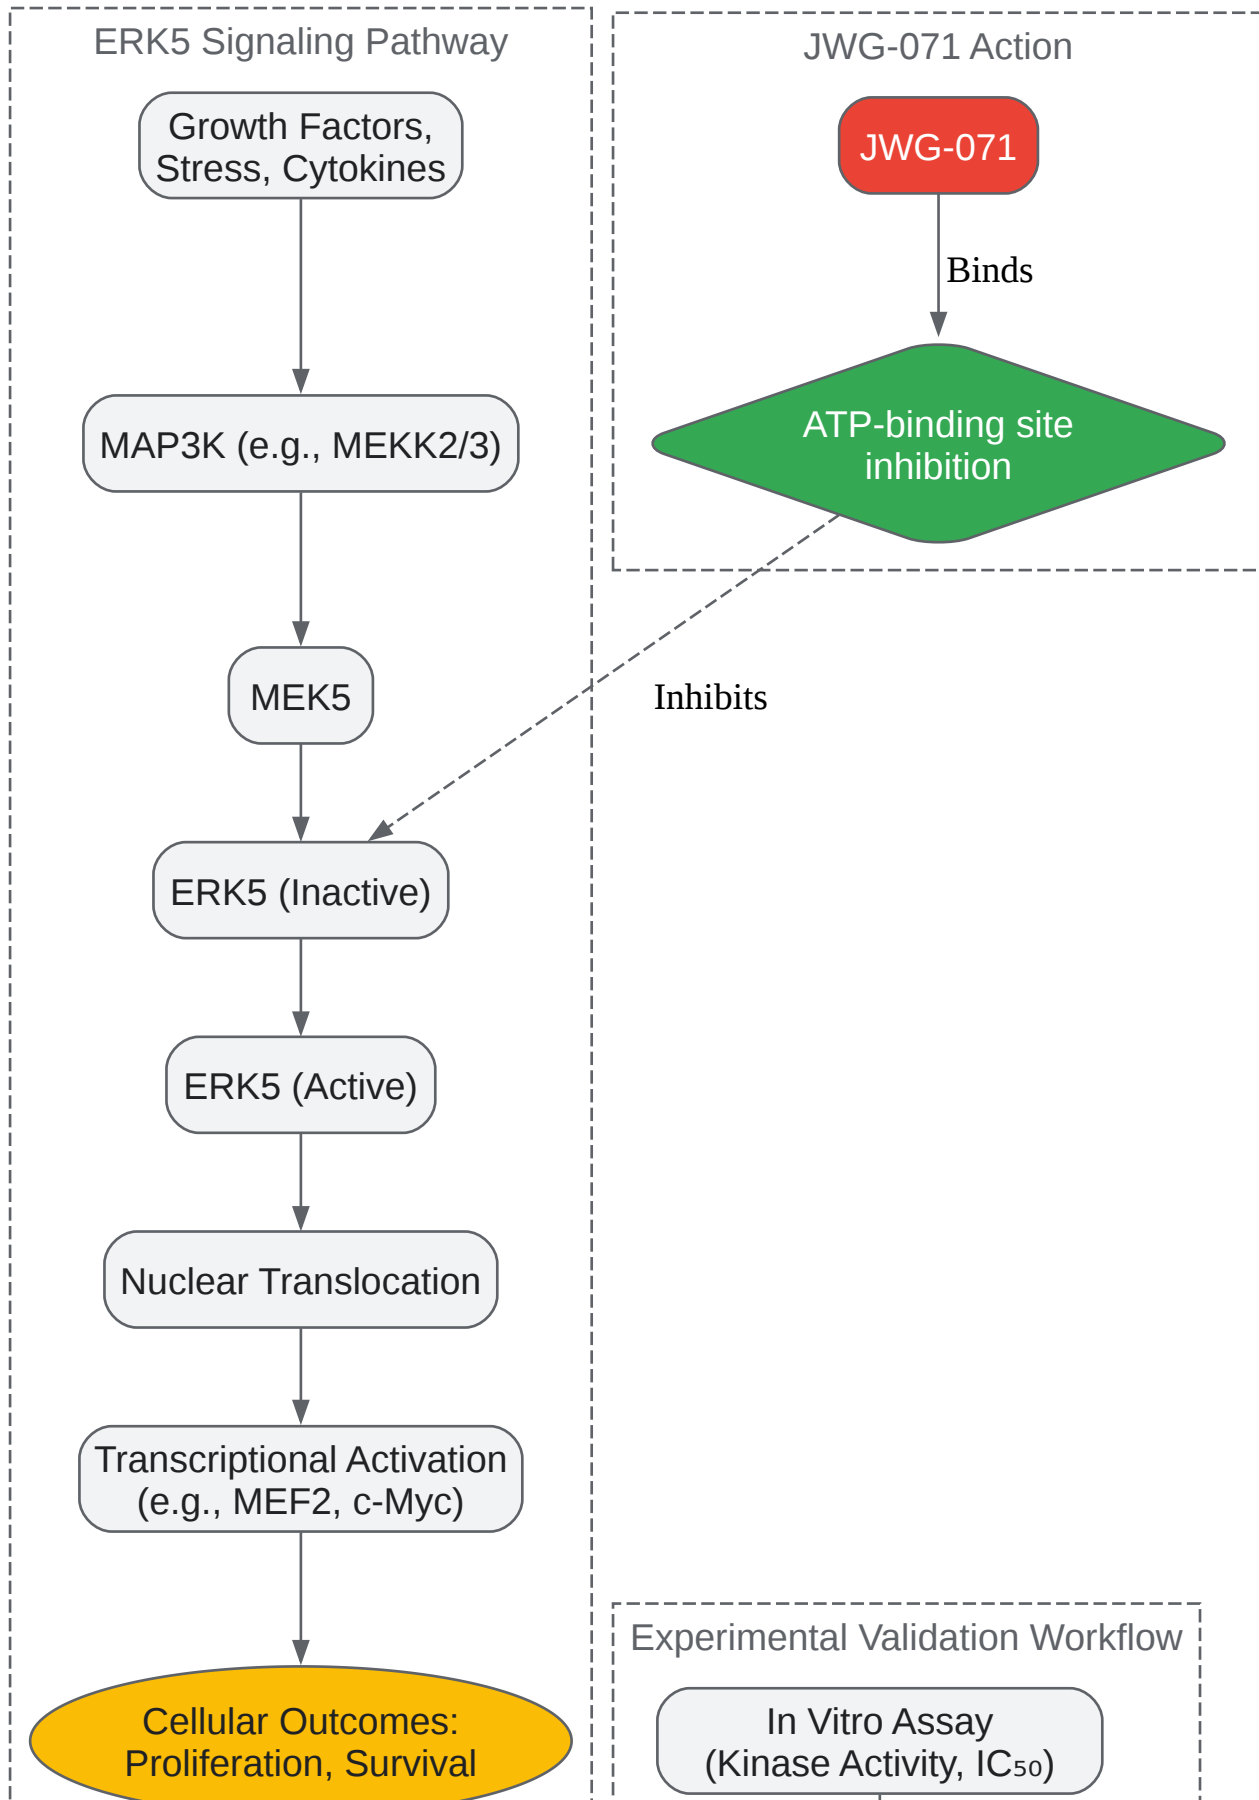 ERK5 Signaling Pathway
Growth Factors,
Stress, Cytokines
MAP3K (e.g., MEKK2/3)
MEK5
ERK5 (Inactive)
ERK5 (Active)
Nuclear Translocation
Transcriptional Activation
(e.g., MEF2, c-Myc)
Cellular Outcomes:
Proliferation, Survival
JWG-071 Action
JWG-071
Binds
ATP-binding site
inhibition
Inhibits
Experimental Validation Workflow
In Vitro Assay
(Kinase Activity, IC₅₀)